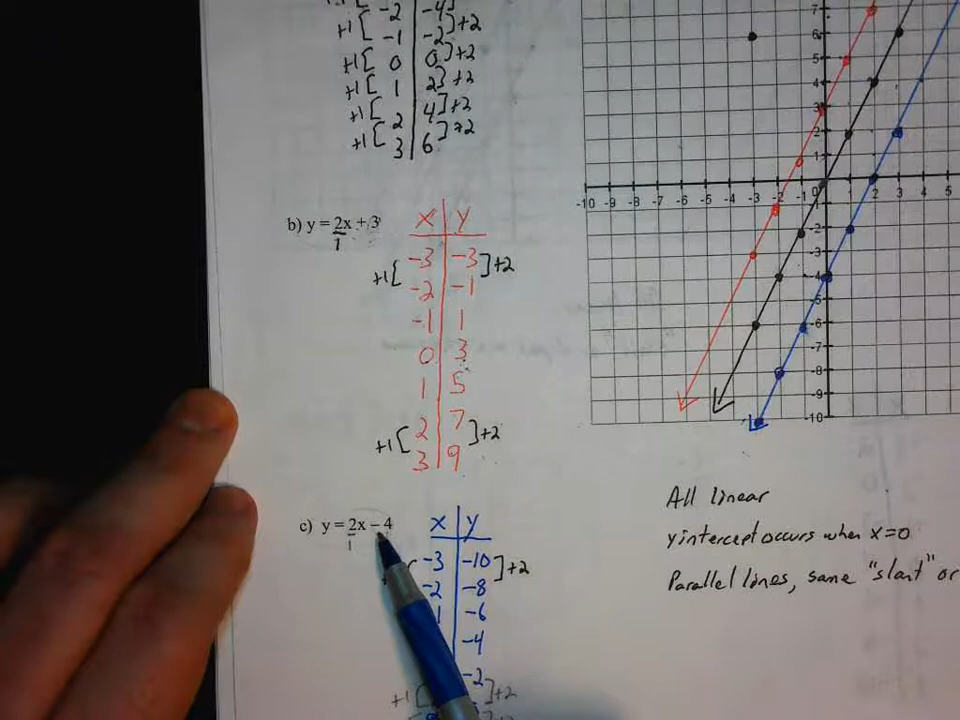 -2 | -4
+1[ -1 | -2 ]+2
+1[ 0 | 0 ]+2
+1[ 1 | 2 ] +2
+1[ 2 | 4 ]+2
+1[ 3 | 6 ] +2
b) y = 2x + 3
1
x | y
+1[ -3 | -3 ]+2
-2 | -1
-1 | 1
0 | 3
1 | 5
+1[ 2 | 7 ]+2
3 | 9
c) y = 2x - 4
1
x | y
-3 | -10 ]+2
-2 | -8
1 | -6
-4
-2
+1[ ]+2
7
6
5
4
3
2
1
-10 -9 -8 -7 -6 -5 -4 -3 -2 -1 1 2 3 4 5
-1
-2
-3
-4
-5
-6
-7
-8
-9
-10
All linear
yintercept occurs when x=0
Parallel lines, same "slant" or